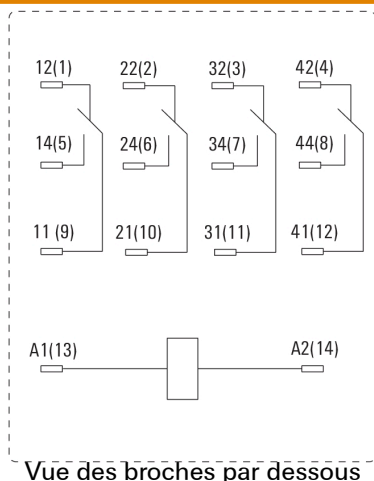 12(1) 22(2) 32(3) 42(4)
14(5) 24(6) 34(7) 44(8)
11 (9) 21(10) 31(11) 41(12)
A1(13) A2(14)
Vue des broches par dessous